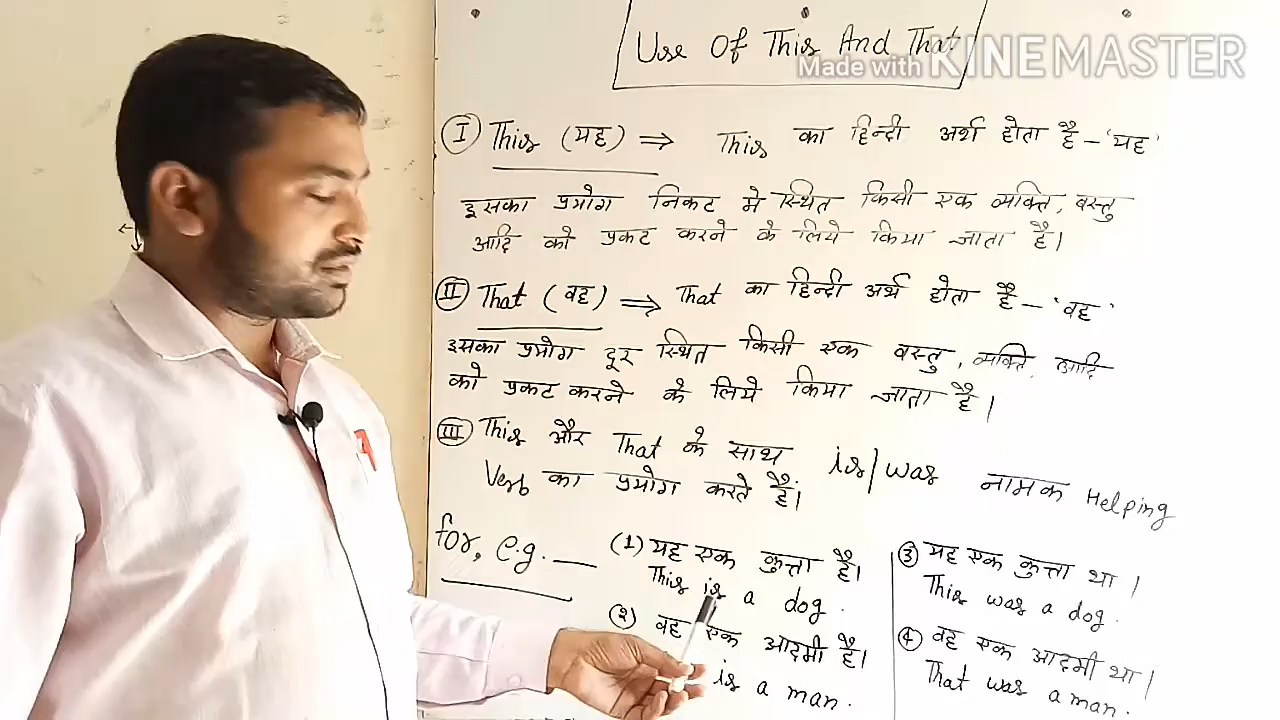 Use Of This And That
Made with KINEMASTER
I This (यह) ⇒ This का हिन्दी अर्थ होता है – 'यह'
इसका प्रयोग निकट मे स्थित किसी एक व्यक्ति, वस्तु
आदि को प्रकट करने के लिये किया जाता है।
II That (वह) ⇒ That का हिन्दी अर्थ होता है – 'वह'
इसका प्रयोग दूर स्थित किसी एक वस्तु, व्यक्ति, आदि
को प्रकट करने के लिये किया जाता है।
III This और That के साथ is/was नामक Helping
Verb का प्रयोग करते हैं।
for, e.g. —
(1) यह एक कुत्ता है।
This is a dog.
(२) वह एक आदमी है।
is a man.
③ यह एक कुत्ता था।
This was a dog.
④ वह एक आदमी था।
That was a man.